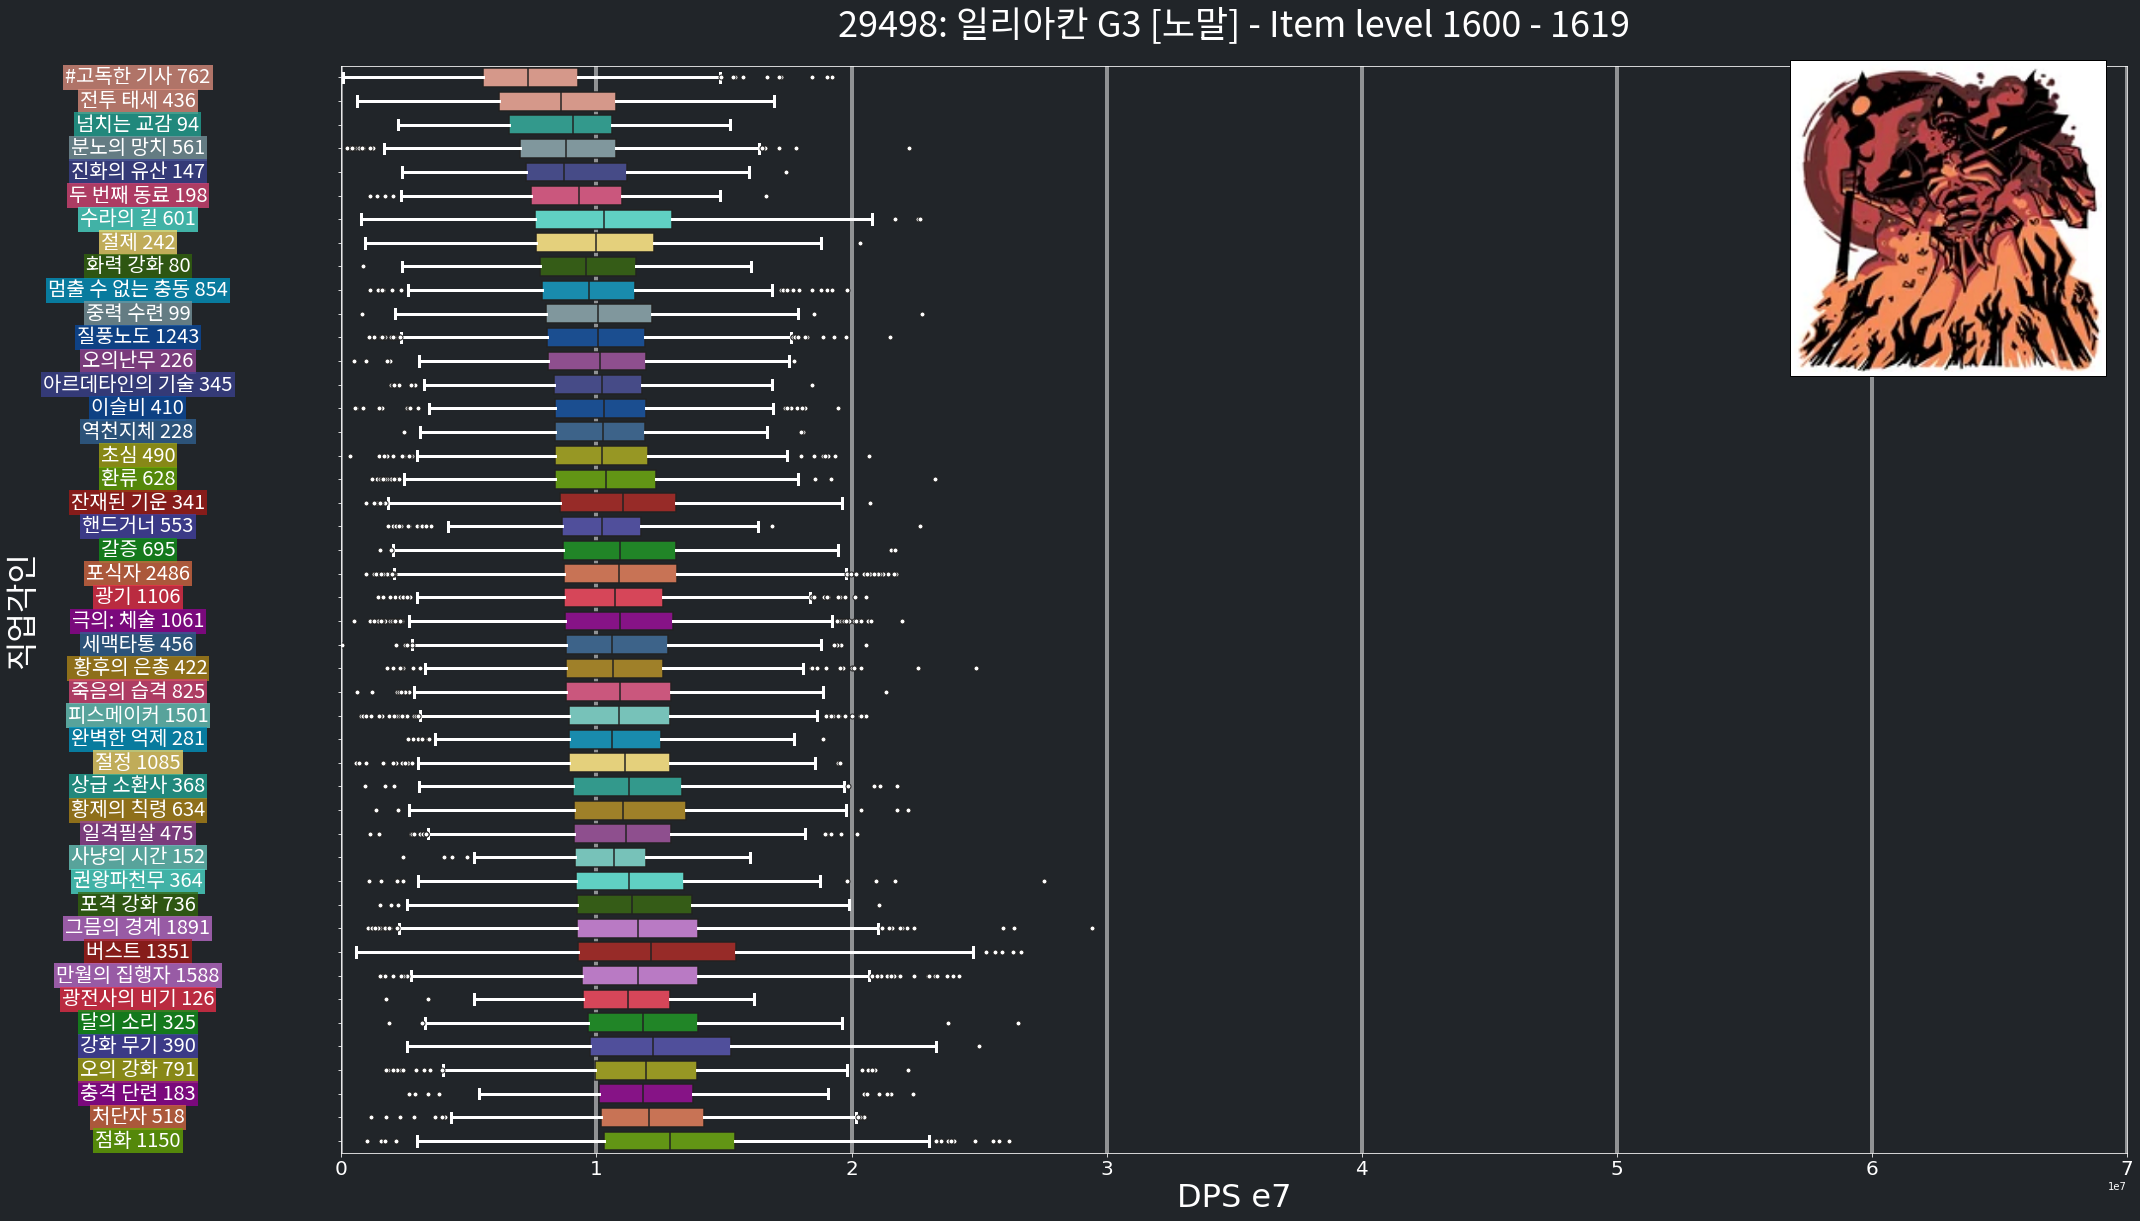 29498: 일리아칸 G3 [노말] - Item level 1600 - 1619
#고독한 기사 762
전투 태세 436
넘치는 교감 94
분노의 망치 561
진화의 유산 147
두 번째 동료 198
수라의 길 601
절제 242
화력 강화 80
멈출 수 없는 충동 854
중력 수련 99
질풍노도 1243
오의난무 226
아르데타인의 기술 345
이슬비 410
역천지체 228
초심 490
환류 628
잔재된 기운 341
핸드거너 553
갈증 695
포식자 2486
광기 1106
극의: 체술 1061
세맥타통 456
황후의 은총 422
죽음의 습격 825
피스메이커 1501
완벽한 억제 281
절정 1085
상급 소환사 368
황제의 칙령 634
일격필살 475
사냥의 시간 152
권왕파천무 364
포격 강화 736
그믐의 경계 1891
버스트 1351
만월의 집행자 1588
광전사의 비기 126
달의 소리 325
강화 무기 390
오의 강화 791
충격 단련 183
처단자 518
점화 1150
직업각인
0 1 2 3 4 5 6 7
1e7
DPS e7